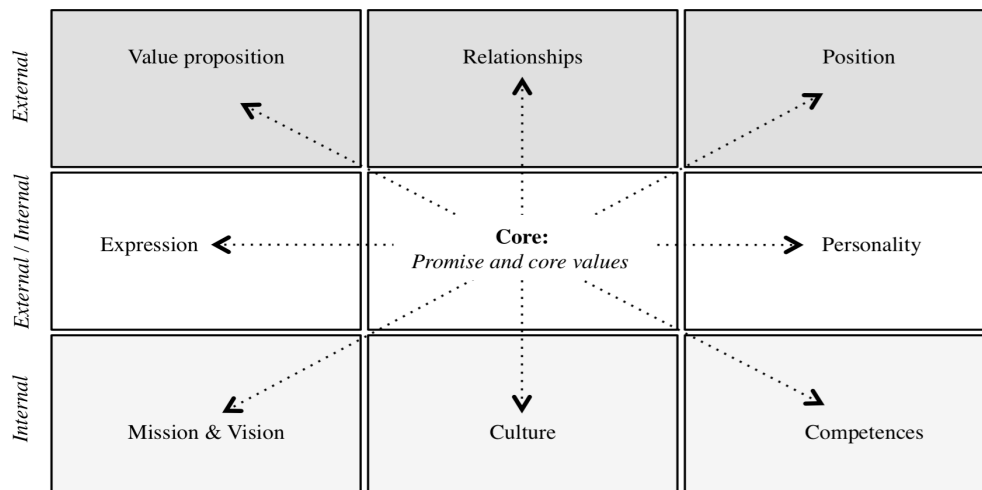 External
Value proposition
Relationships
Position
External / Internal
Expression
Core:
Promise and core values
Personality
Internal
Mission & Vision
Culture
Competences